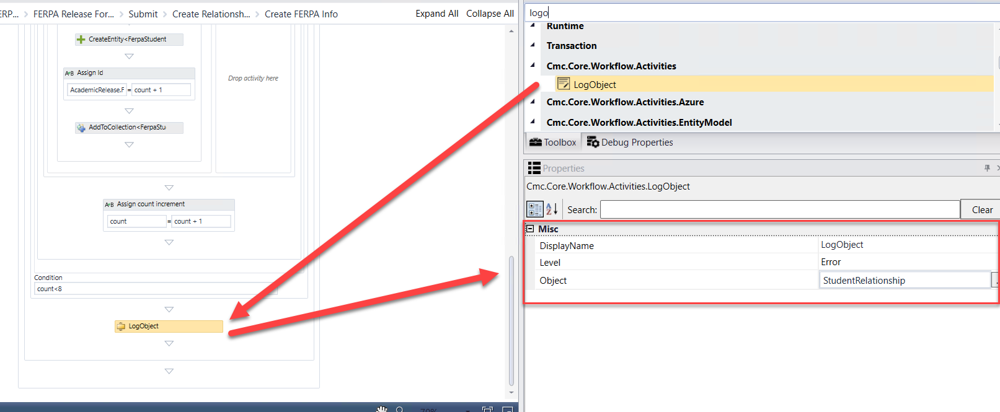 ERP...
FERPA Release For...
Submit
Create Relationsh...
Create FERPA Info
Expand All
Collapse All
CreateEntity<FerpaStudent
A+B Assign Id
AcademicRelease.F = count + 1
AddToCollection<FerpaStu
Drop activity here
A+B Assign count increment
count = count + 1
Condition
count<8
LogObject
70%
logo
Runtime
Transaction
Cmc.Core.Workflow.Activities
LogObject
Cmc.Core.Workflow.Activities.Azure
Cmc.Core.Workflow.Activities.EntityModel
Toolbox
Debug Properties
Properties
Cmc.Core.Workflow.Activities.LogObject
AZ
Search:
Clear
Misc
DisplayName LogObject
Level Error
Object StudentRelationship